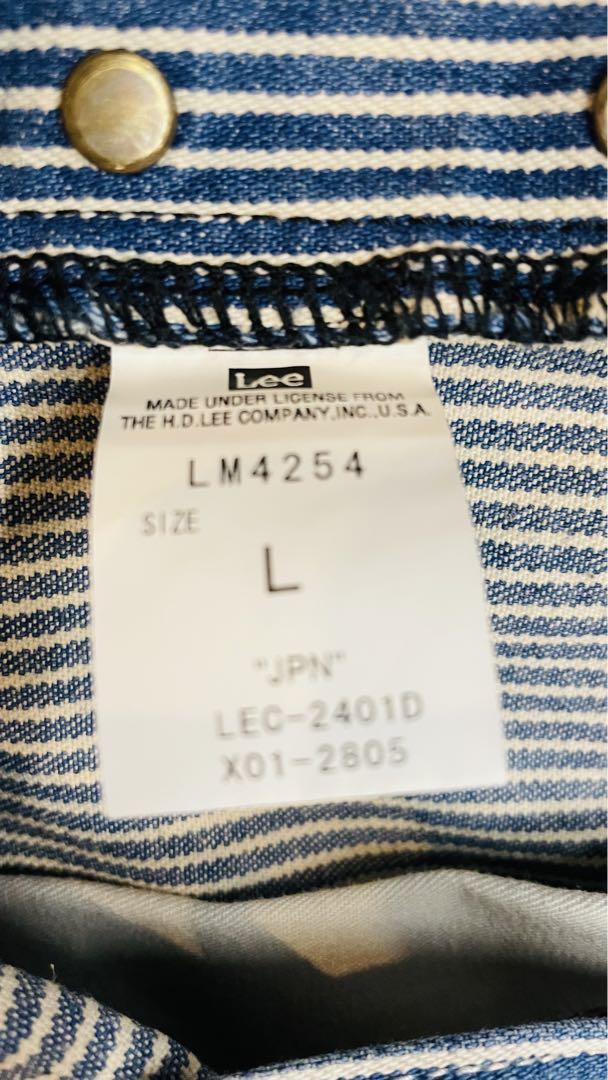 Lee
MADE UNDER LICENSE FROM
THE H.D.LEE COMPANY,INC.,U.S.A.
LM4254
SIZE
L
"JPN"
LEC-2401D
X01-2805